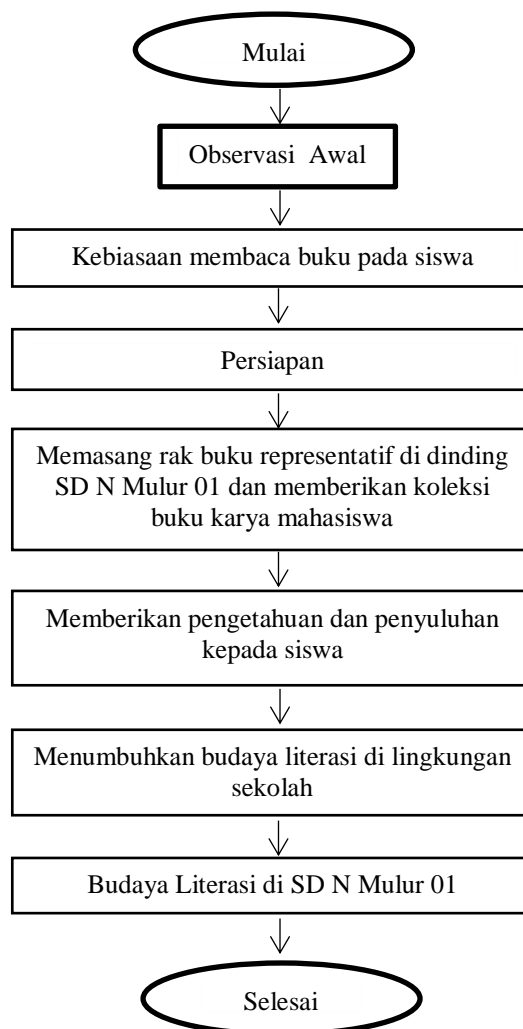 Mulai
Observasi Awal
Kebiasaan membaca buku pada siswa
Persiapan
Memasang rak buku representatif di dinding
SD N Mulur 01 dan memberikan koleksi
buku karya mahasiswa
Memberikan pengetahuan dan penyuluhan
kepada siswa
Menumbuhkan budaya literasi di lingkungan
sekolah
Budaya Literasi di SD N Mulur 01
Selesai